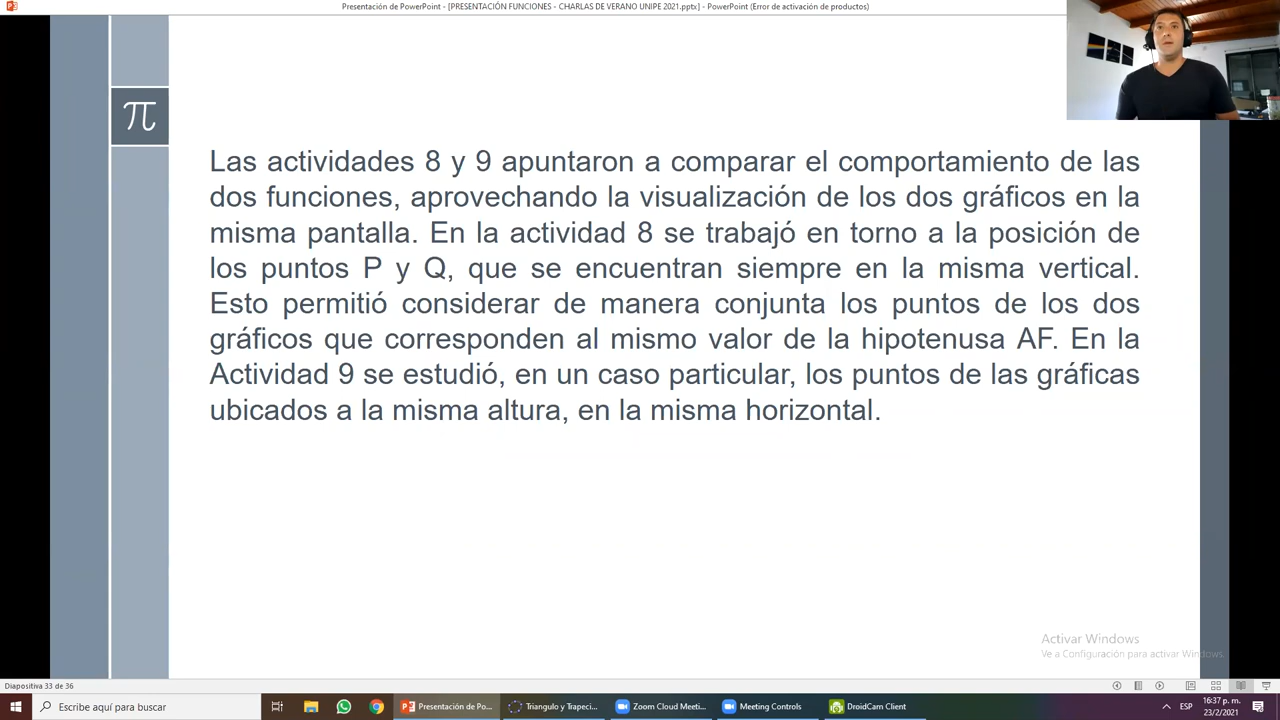 Presentación de PowerPoint - [PRESENTACIÓN FUNCIONES - CHARLAS DE VERANO UNIPE 2021.pptx] - PowerPoint (Error de activación de productos)
π
Las actividades 8 y 9 apuntaron a comparar el comportamiento de las
dos funciones, aprovechando la visualización de los dos gráficos en la
misma pantalla. En la actividad 8 se trabajó en torno a la posición de
los puntos P y Q, que se encuentran siempre en la misma vertical.
Esto permitió considerar de manera conjunta los puntos de los dos
gráficos que corresponden al mismo valor de la hipotenusa AF. En la
Actividad 9 se estudió, en un caso particular, los puntos de las gráficas
ubicados a la misma altura, en la misma horizontal.
Activar Windows
Ve a Configuración para activar Windows.
Diapositiva 33 de 36
Escribe aquí para buscar
Presentación de Po...
Triangulo y Trapeci...
Zoom Cloud Meeti...
Meeting Controls
DroidCam Client
ESP
16:37 p. m.
23/2/2021